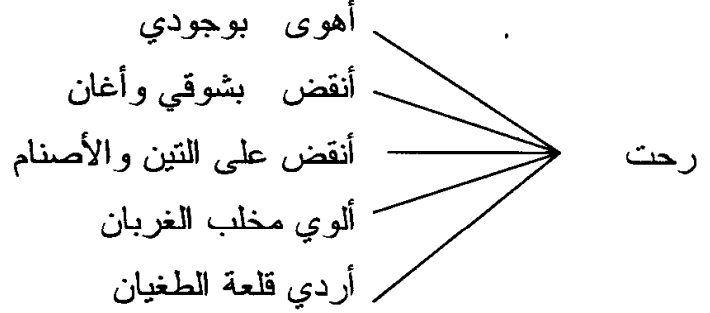 أهوى بوجودي
أنقض بشوقي وأغان
رحت أنقض على التين والأصنام
ألوي مخلب الغربان
أردي قلعة الطغيان